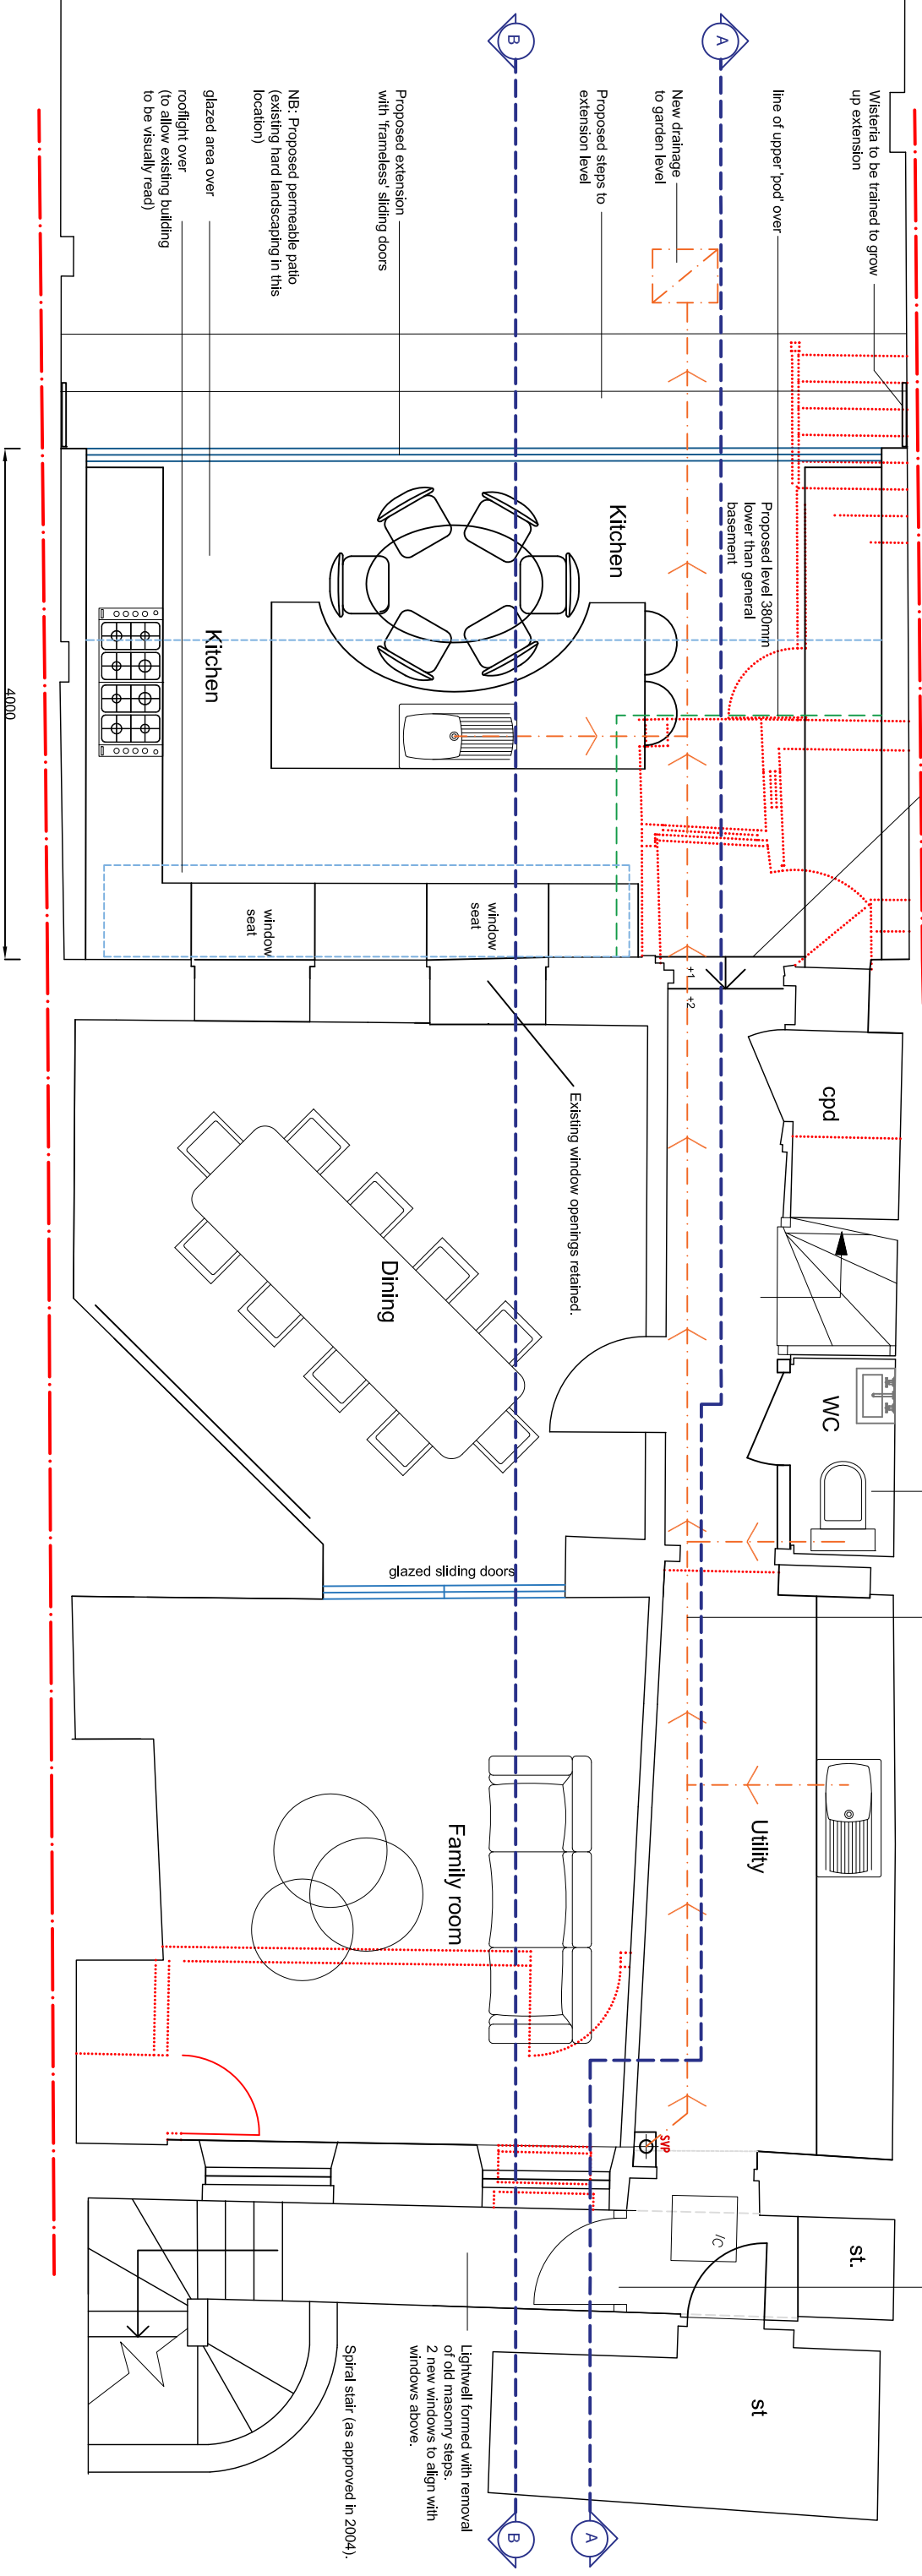 Wisteria to be trained to grow
up extension
line of upper 'pod' over
New drainage
to garden level
Proposed steps to
extension level
Proposed extension
with 'frameless' sliding doors
NB: Proposed permeable patio
(existing hard landscaping in this
location)
glazed area over
rooflight over
(to allow existing building
to be visually read)
A
B
Proposed level 380mm
lower than general
basement
Kitchen
Kitchen
4000
window
seat
window
seat
+1
+2
Existing window openings retained.
cpd
Dining
WC
glazed sliding doors
Utility
Family room
SVP
/C
st.
st
Lightwell formed with removal
of old masonry steps.
2 new windows to align with
windows above.
Spiral stair (as approved in 2004).
A
B